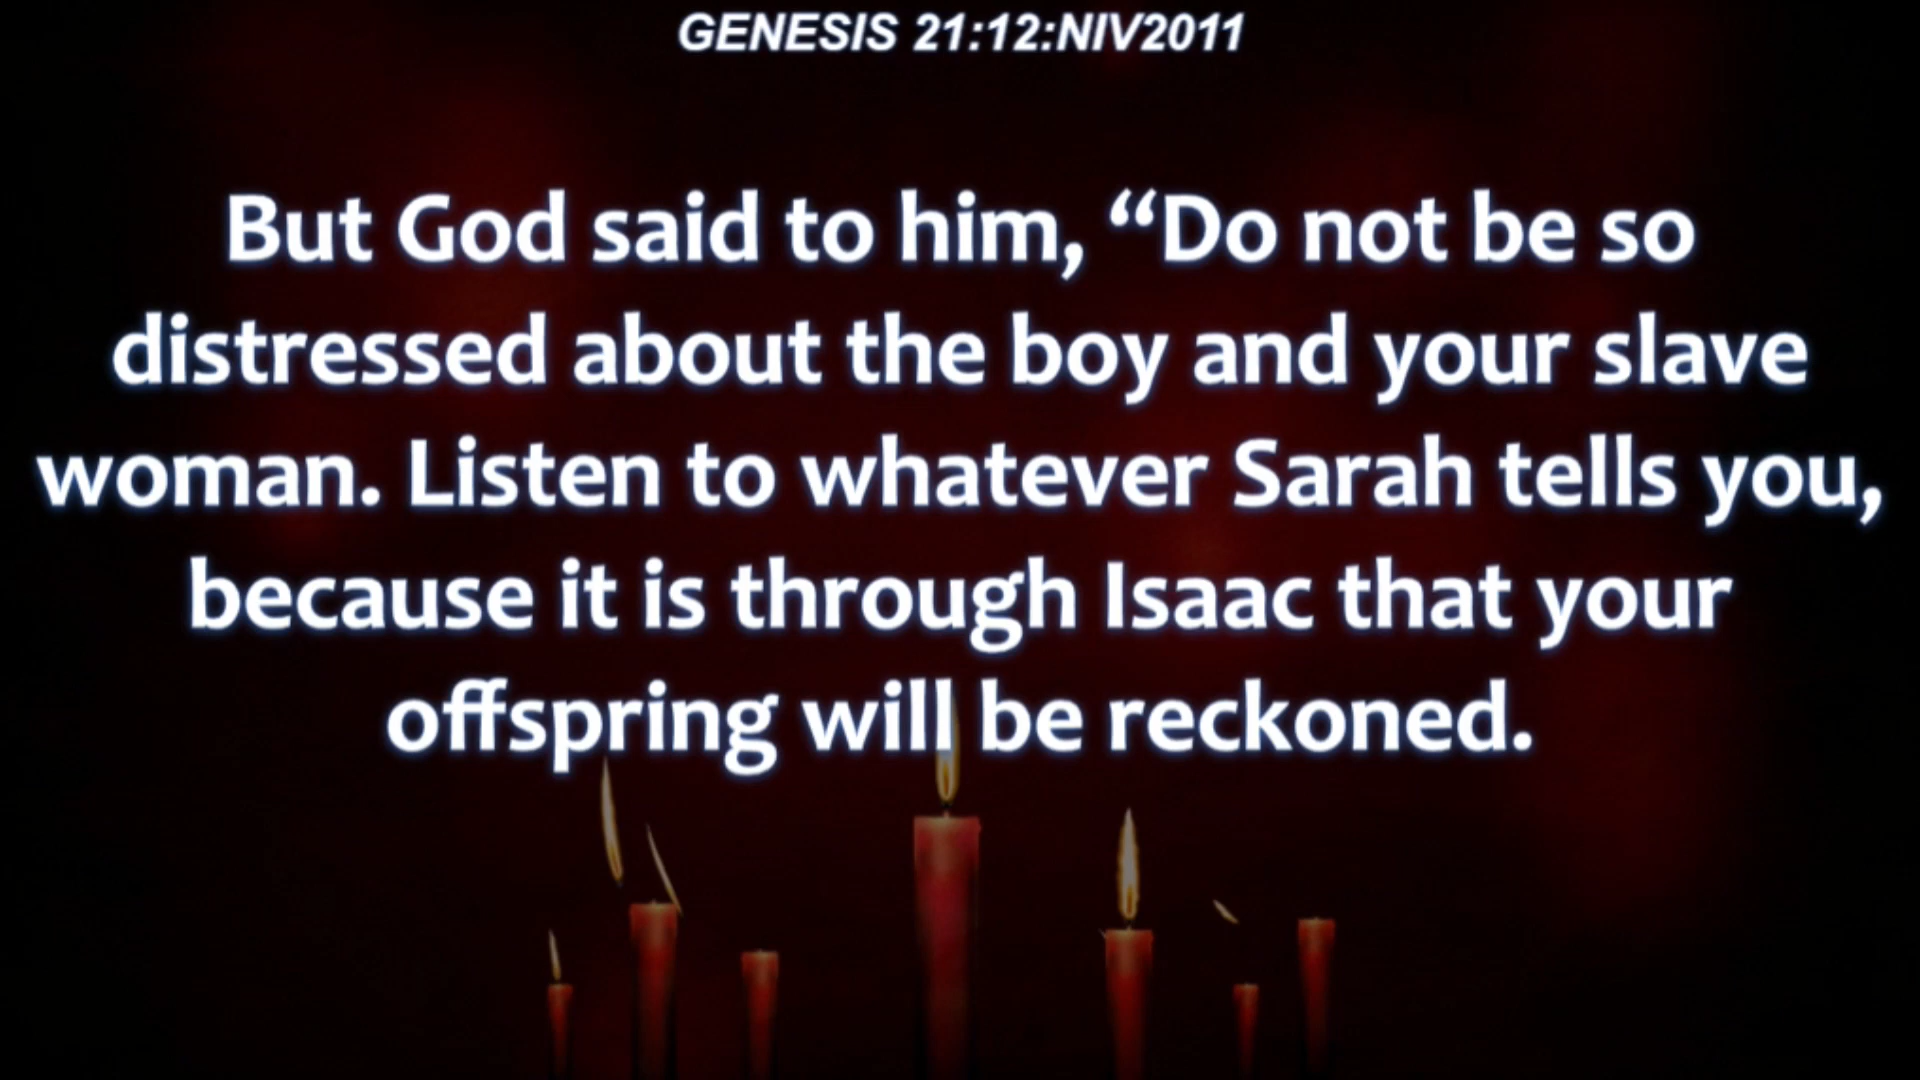 GENESIS 21:12:NIV2011
But God said to him, “Do not be so
distressed about the boy and your slave
woman. Listen to whatever Sarah tells you,
because it is through Isaac that your
offspring will be reckoned.